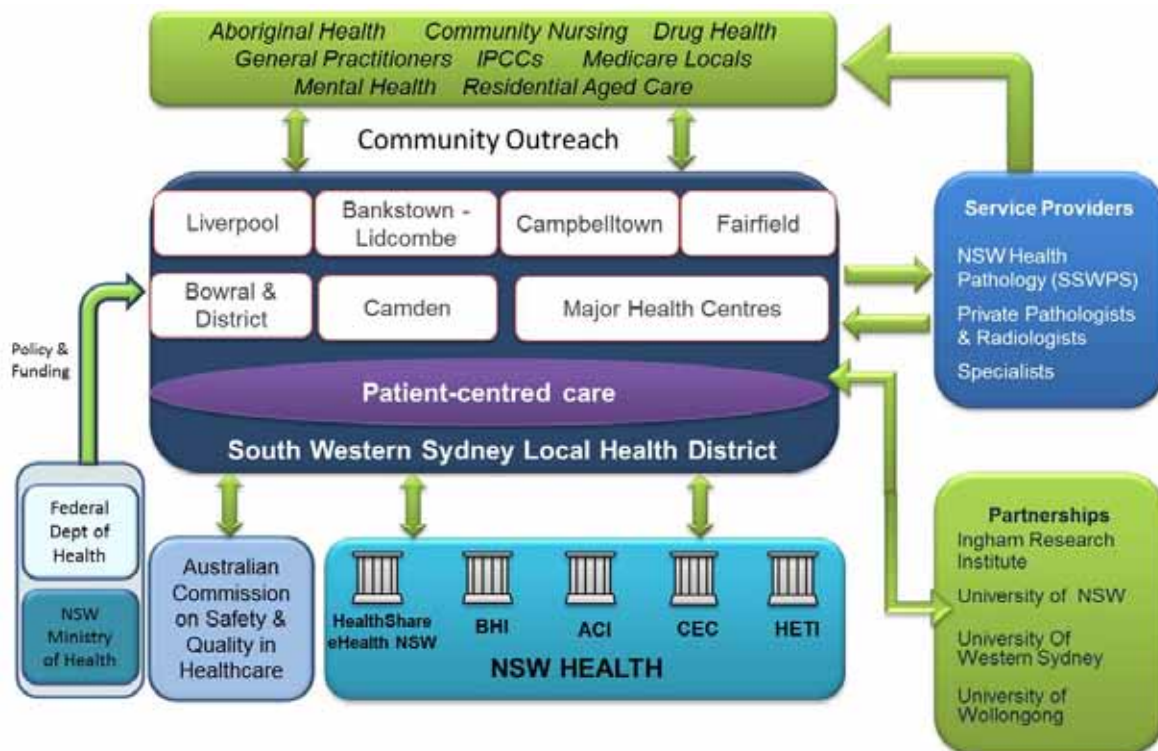 Aboriginal Health Community Nursing Drug Health
General Practitioners IPCCs Medicare Locals
Mental Health Residential Aged Care
Community Outreach
Liverpool
Bankstown -
Lidcombe
Campbelltown
Fairfield
Bowral &
District
Camden
Major Health Centres
Patient-centred care
South Western Sydney Local Health District
Service Providers
NSW Health
Pathology (SSWPS)
Private Pathologists
& Radiologists
Specialists
Policy &
Funding
Federal
Dept of
Health
NSW
Ministry
of Health
Australian
Commission
on Safety &
Quality in
Healthcare
HealthShare
eHealth NSW
BHI
ACI
CEC
HETI
NSW HEALTH
Partnerships
Ingham Research
Institute
University of NSW
University Of
Western Sydney
University of
Wollongong